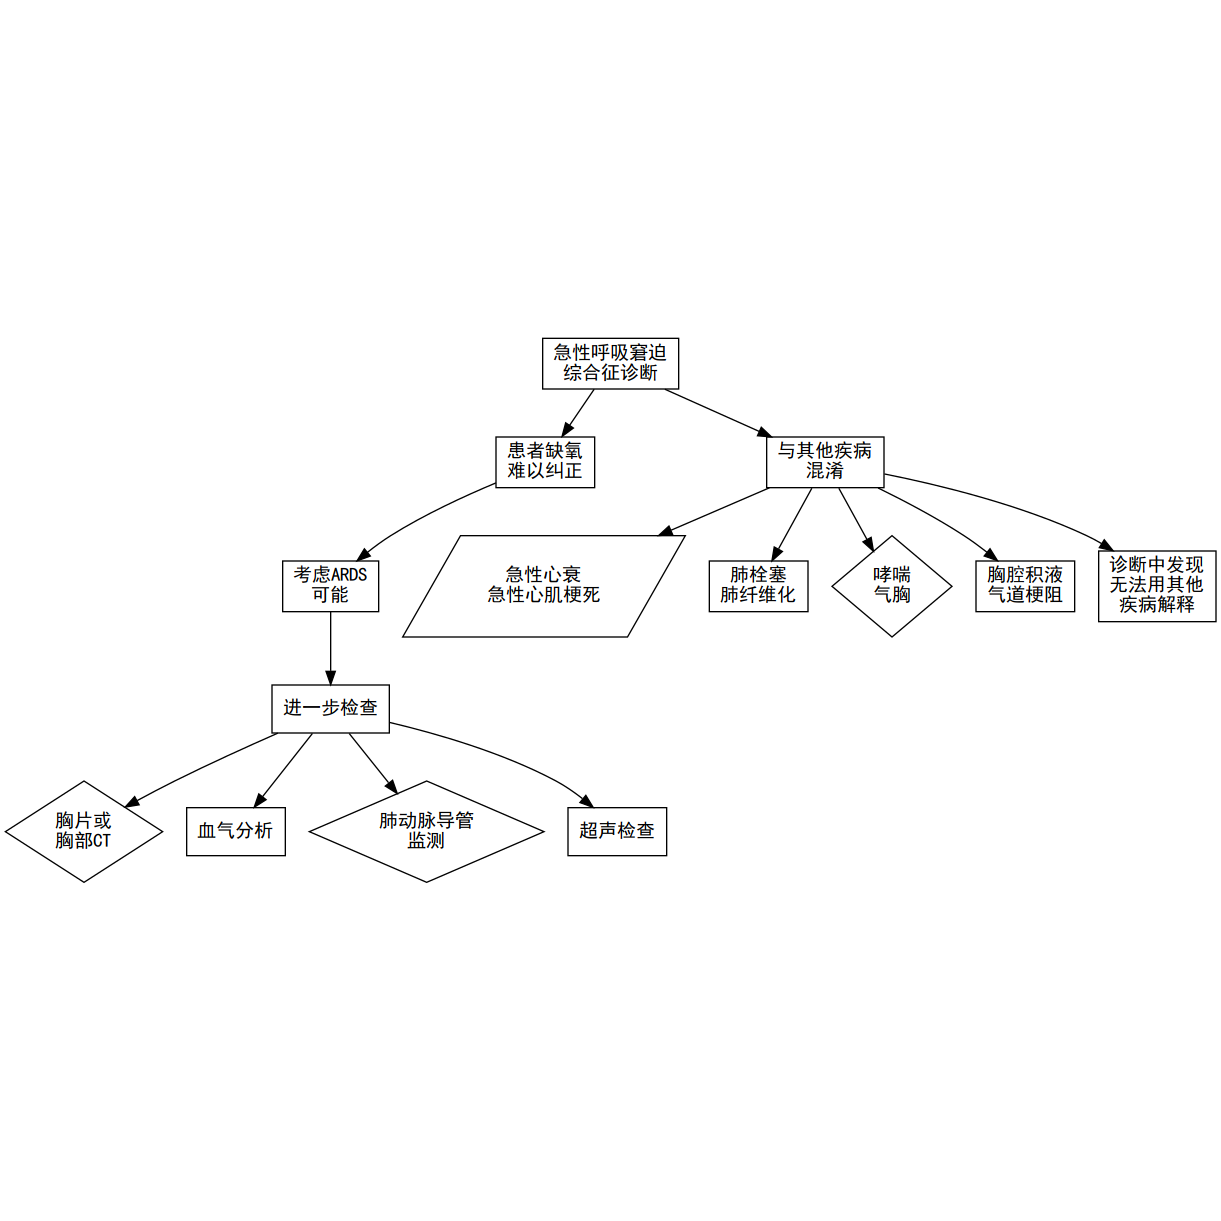 急性呼吸窘迫
综合征诊断
患者缺氧
难以纠正
与其他疾病
混淆
考虑ARDS
可能
急性心衰
急性心肌梗死
肺栓塞
肺纤维化
哮喘
气胸
胸腔积液
气道梗阻
诊断中发现
无法用其他
疾病解释
进一步检查
胸片或
胸部CT
血气分析
肺动脉导管
监测
超声检查